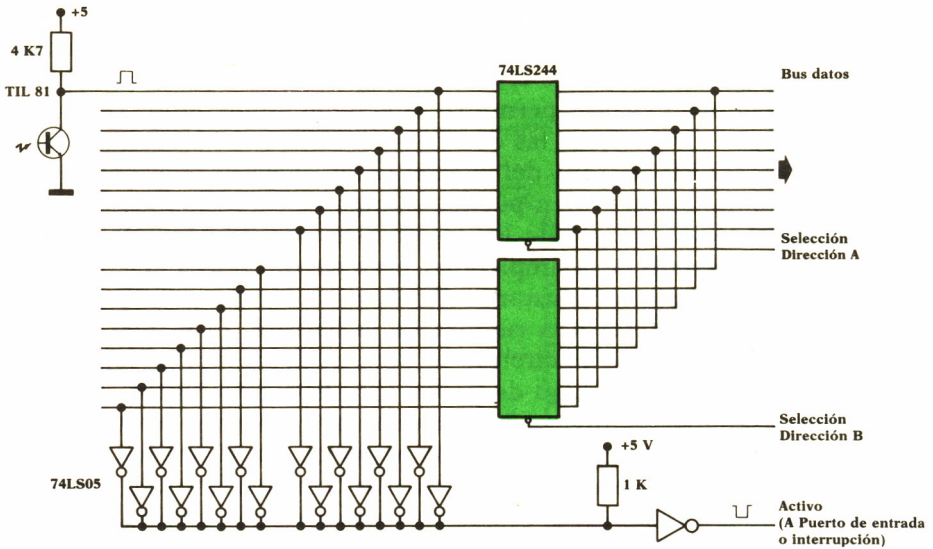 +5
4 K7
TIL 81
74LS244
Bus datos
Selección
Dirección A
Selección
Dirección B
+5 V
74LS05
1 K
Activo
(A Puerto de entrada
o interrupción)